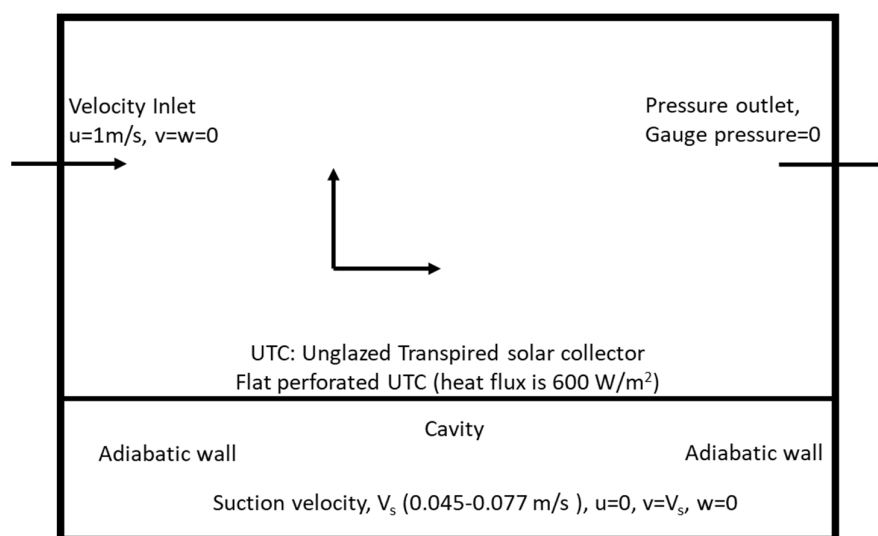 Velocity Inlet
u=1m/s, v=w=0
Pressure outlet,
Gauge pressure=0
UTC: Unglazed Transpired solar collector
Flat perforated UTC (heat flux is 600 W/m²)
Cavity
Adiabatic wall
Adiabatic wall
Suction velocity, Vₛ (0.045-0.077 m/s ), u=0, v=Vₛ, w=0